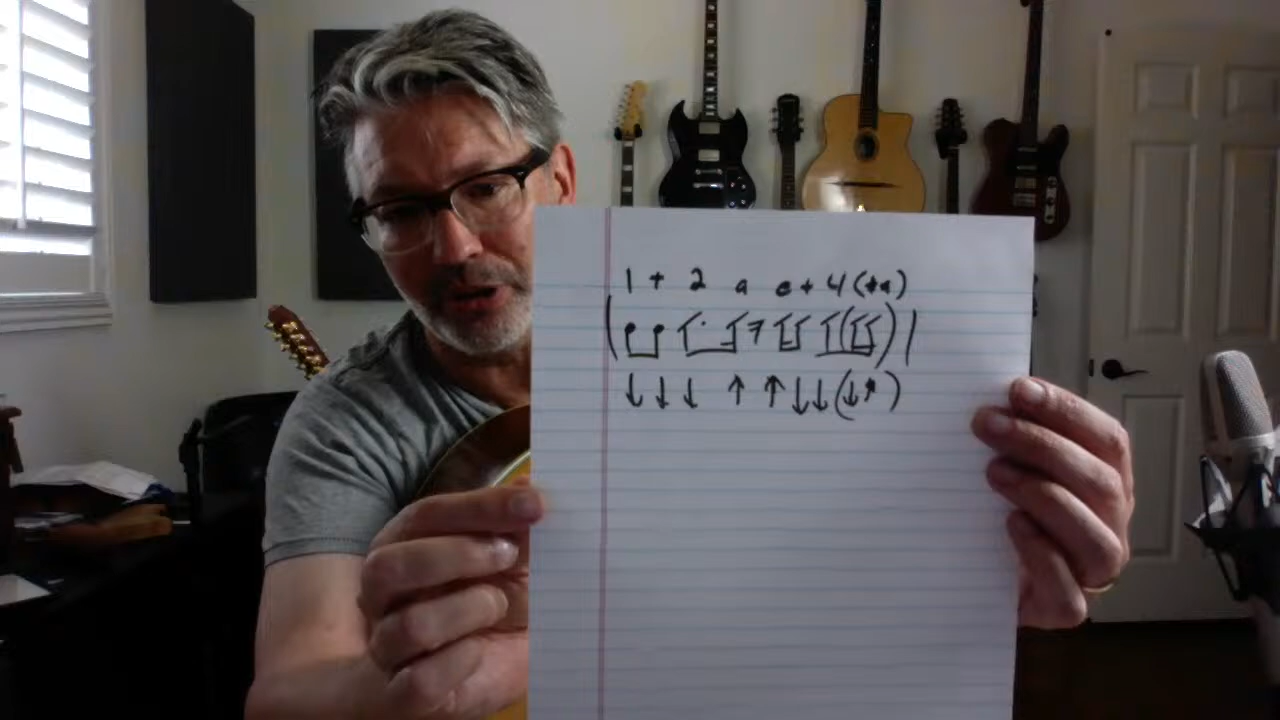 1 + 2 a e + 4 (+a)
↓ ↓ ↓ ↑ ↑ ↓ ↓ (↓ ↑)